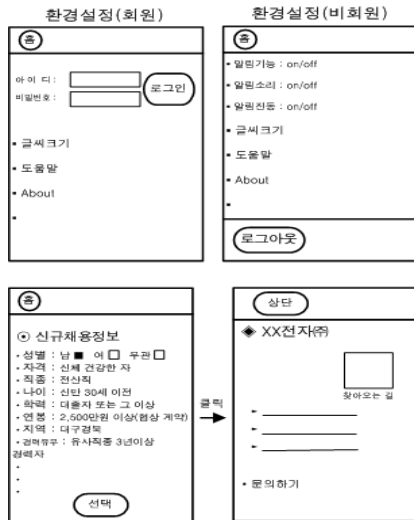 환경설정(회원)
홈
아 이 디 :
비밀번호 :
로그인
• 글씨크기
• 도움말
• About
•
환경설정(비회원)
홈
• 알림기능 : on/off
• 알림소리 : on/off
• 알림진동 : on/off
• 글씨크기
• 도움말
• About
•
로그아웃
홈
⊙ 신규채용정보
• 성별 : 남 ■ 여 □ 무관 □
• 자격 : 신체 건강한 자
• 직종 : 전산직
• 나이 : 신만 30세 이전
• 학력 : 대졸자 또는 그 이상
• 연봉 : 2,500만원 이상(협상 계약)
• 지역 : 대구경북
• 경력유무 : 유사직종 3년이상
경력자
•
•
•
선택
클릭
상단
◈ XX전자㈜
찾아오는 길
• 문의하기